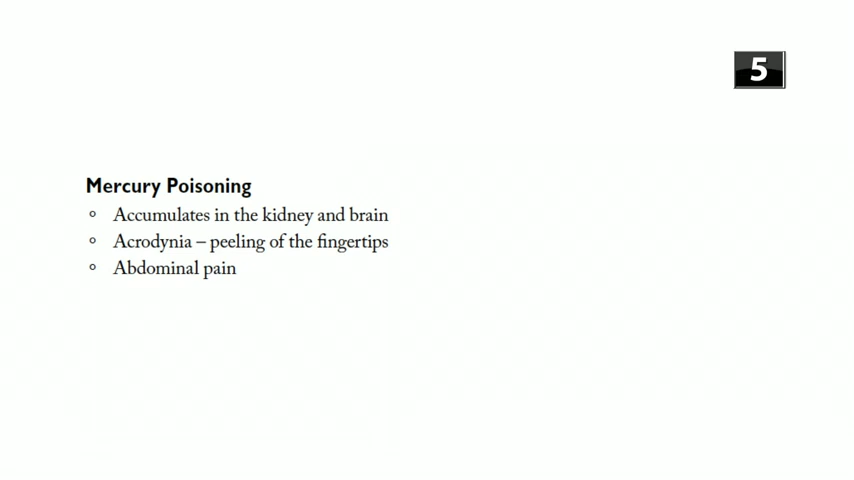 5
Mercury Poisoning
◦ Accumulates in the kidney and brain
◦ Acrodynia – peeling of the fingertips
◦ Abdominal pain